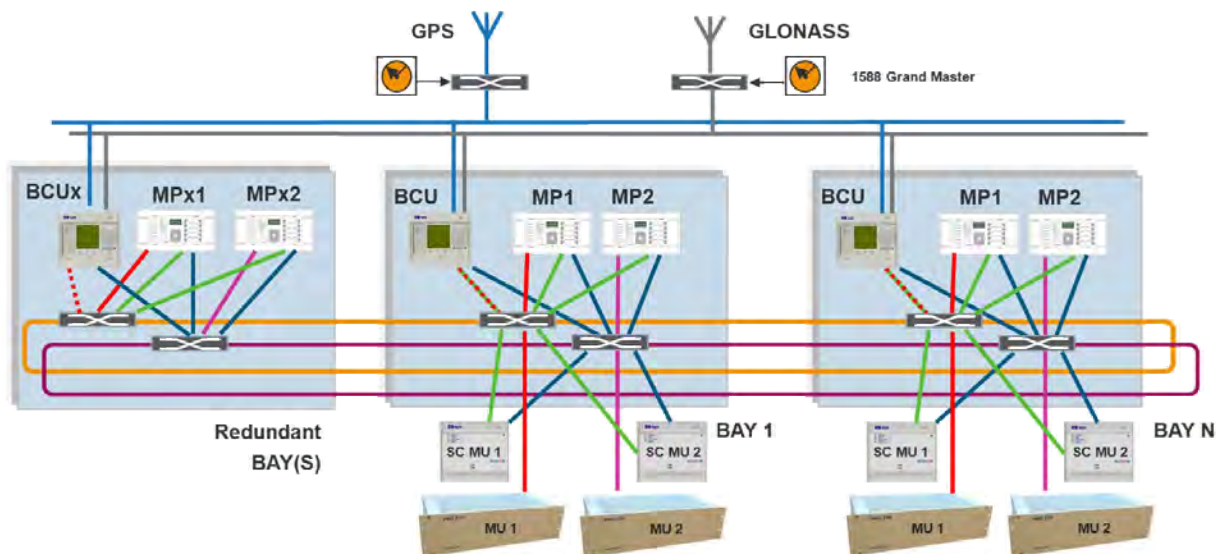 GPS
GLONASS
1588 Grand Master
BCUx
MPx1
MPx2
BCU
MP1
MP2
BCU
MP1
MP2
Redundant
BAY(S)
SC MU 1
SC MU 2
BAY 1
SC MU 1
SC MU 2
BAY N
MU 1
MU 2
MU 1
MU 2